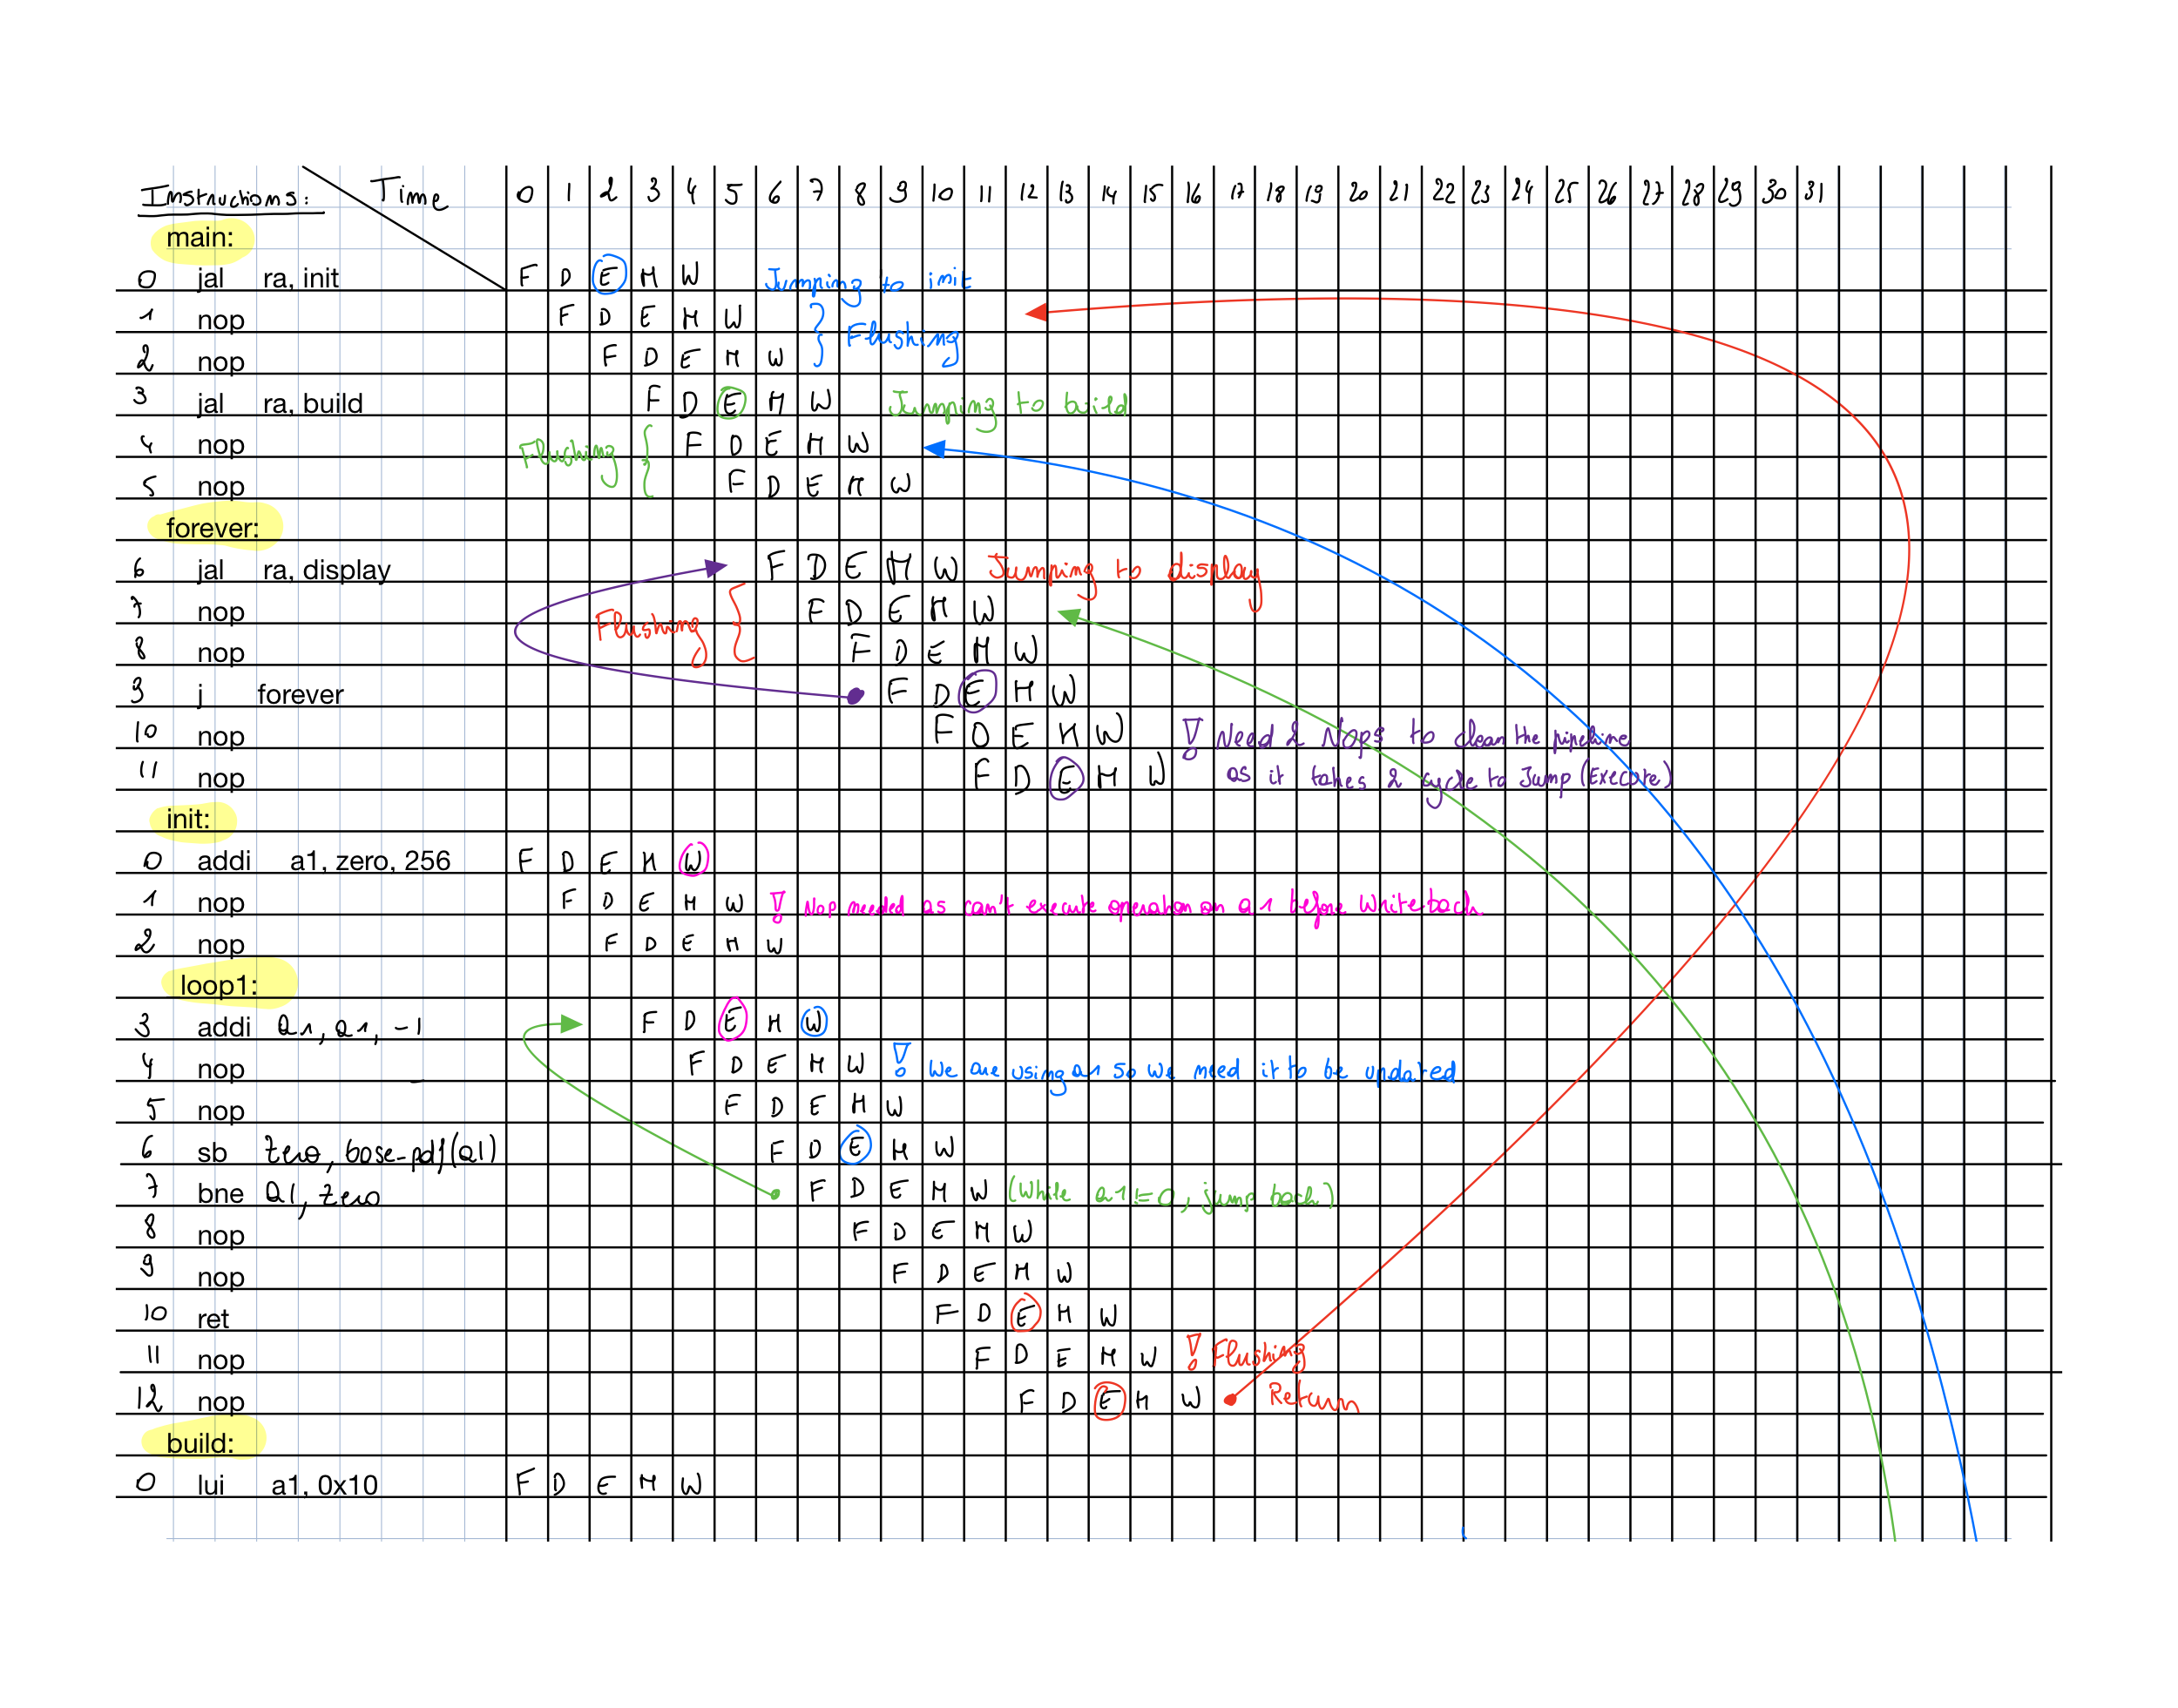 Instructions: Time 0 1 2 3 4 5 6 7 8 9 10 11 12 13 14 15 16 17 18 19 20 21 22 23 24 25 26 27 28 29 30 31
main:
0 jal ra, init F D E M W Jumping to init
1 nop F D E M W
Flushing
2 nop F D E M W
3 jal ra, build F D E M W Jumping to build
4 nop F D E M W
Flushing
5 nop F D E M W
forever:
6 jal ra, display F D E M W Jumping to display
7 nop F D E M W
Flushing
8 nop F D E M W
9 j forever F D E M W
10 nop F D E M W ! Need 2 Nops to clean the pipeline
11 nop F D E M W as it takes 2 cycle to Jump (Execute)
init:
0 addi a1, zero, 256 F D E M W
1 nop F D E M W ! Nop needed as can't execute operation on a1 before Writeback
2 nop F D E M W
loop1:
3 addi a1, a1, -1 F D E M W
4 nop F D E M W ! We are using a1 so we need it to be updated
5 nop F D E M W
6 sb zero, base-pdf(a1) F D E M W
7 bne a1, zero F D E M W (While a1 != 0, jump back)
8 nop F D E M W
9 nop F D E M W
10 ret F D E M W
11 nop F D E M W ! Flushing
12 nop F D E M W Return
build:
0 lui a1, 0x10 F D E M W